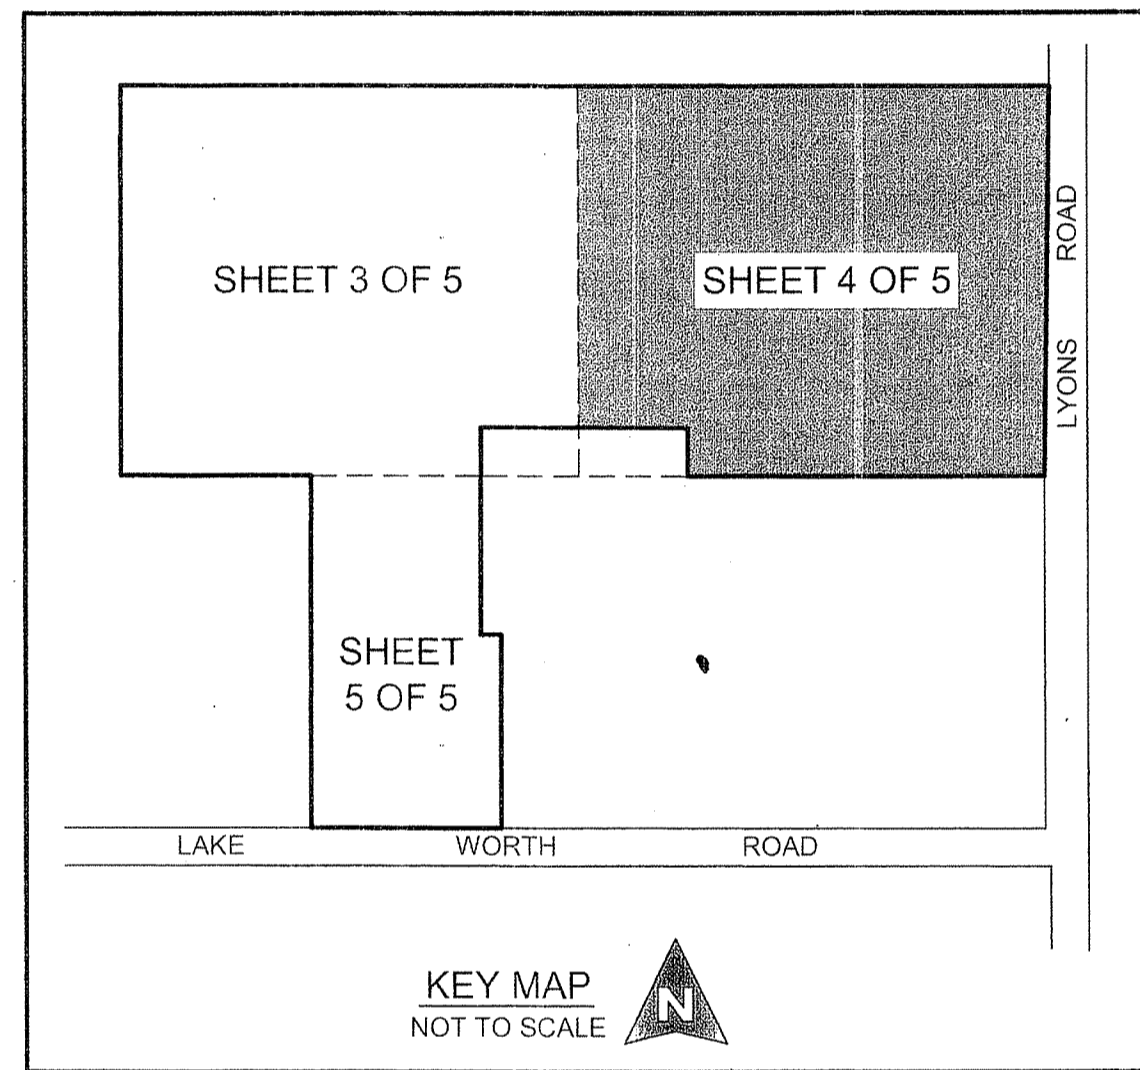 SHEET 3 OF 5
SHEET 4 OF 5
LYONS ROAD
SHEET
5 OF 5
LAKE WORTH ROAD
KEY MAP
NOT TO SCALE
N